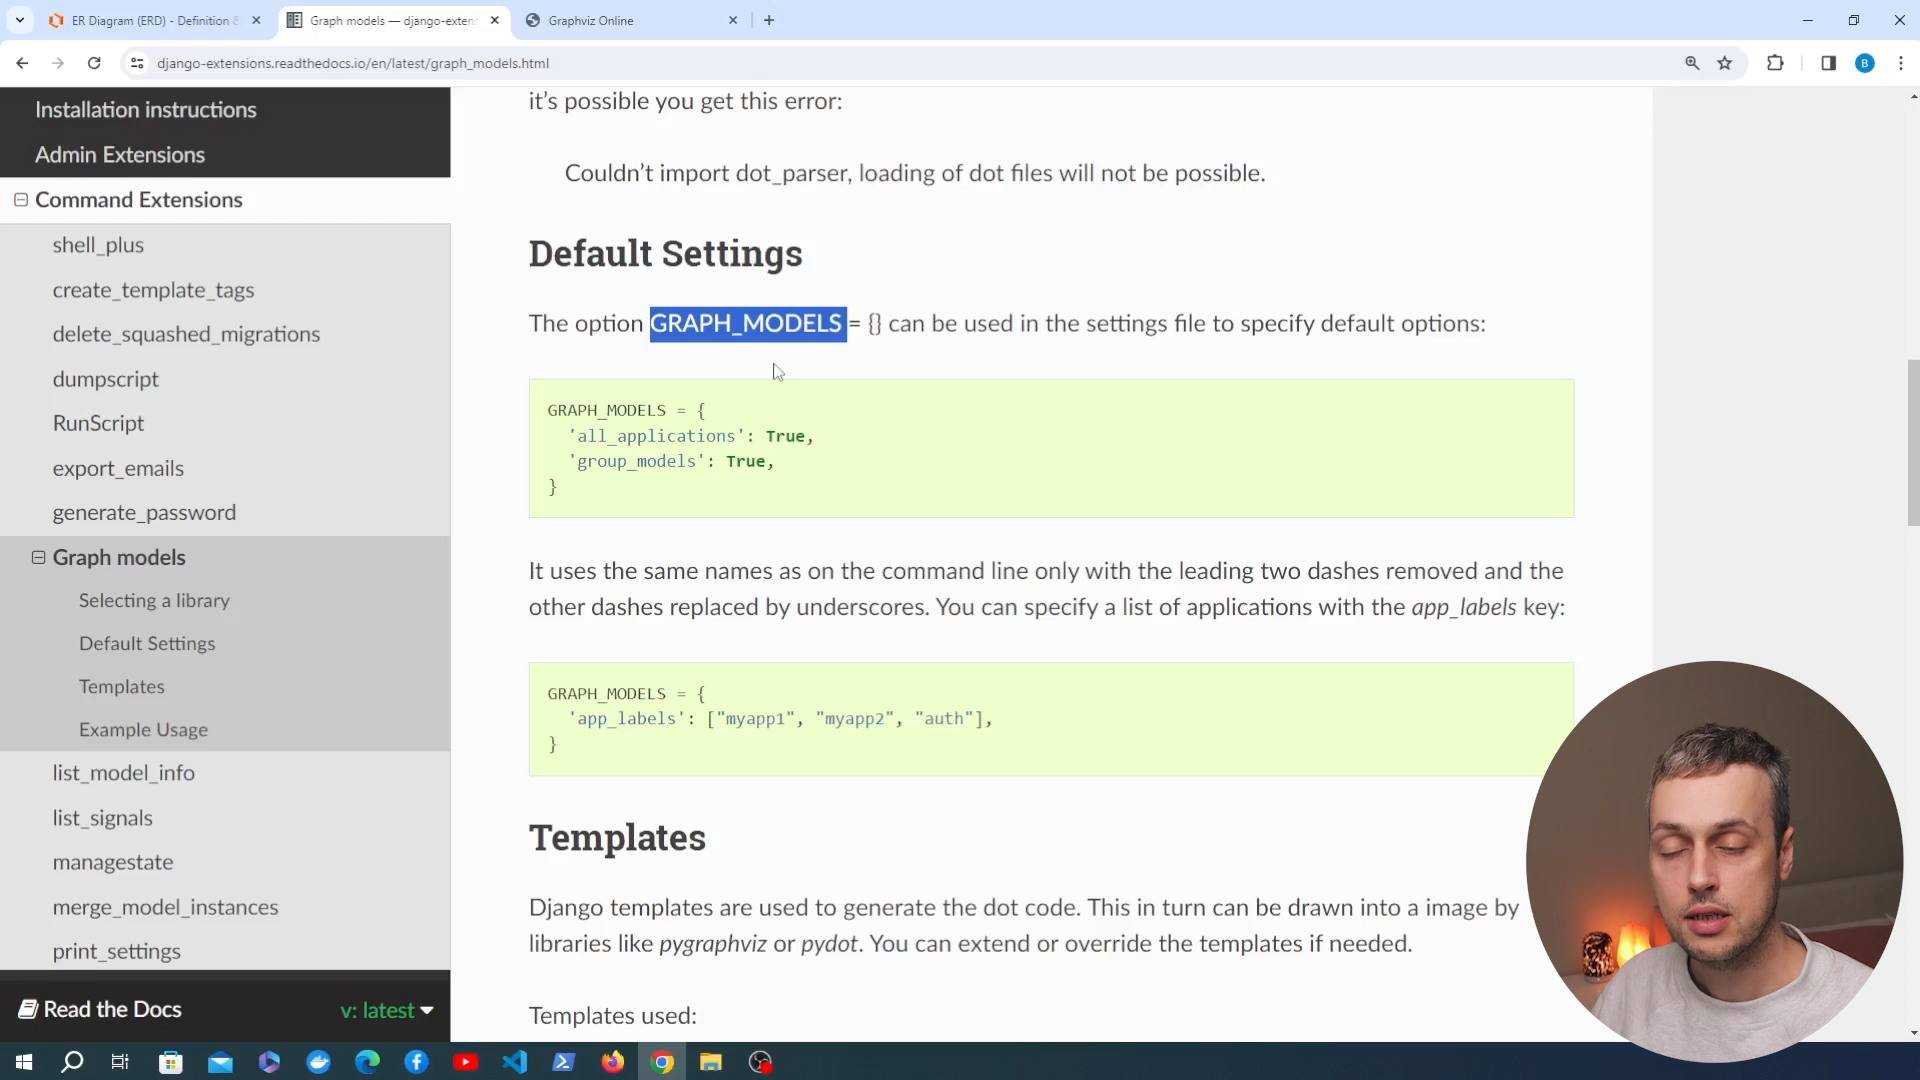 ER Diagram (ERD) - Definition &
Graph models — django-extens
Graphviz Online
django-extensions.readthedocs.io/en/latest/graph_models.html
B
Installation instructions
Admin Extensions
Command Extensions
shell_plus
create_template_tags
delete_squashed_migrations
dumpscript
RunScript
export_emails
generate_password
Graph models
Selecting a library
Default Settings
Templates
Example Usage
list_model_info
list_signals
managestate
merge_model_instances
print_settings
Read the Docs
v: latest
it’s possible you get this error:
Couldn’t import dot_parser, loading of dot files will not be possible.
Default Settings
The option GRAPH_MODELS = {} can be used in the settings file to specify default options:
GRAPH_MODELS = {
'all_applications': True,
'group_models': True,
}
It uses the same names as on the command line only with the leading two dashes removed and the
other dashes replaced by underscores. You can specify a list of applications with the app_labels key:
GRAPH_MODELS = {
'app_labels': ["myapp1", "myapp2", "auth"],
}
Templates
Django templates are used to generate the dot code. This in turn can be drawn into a image by
libraries like pygraphviz or pydot. You can extend or override the templates if needed.
Templates used: